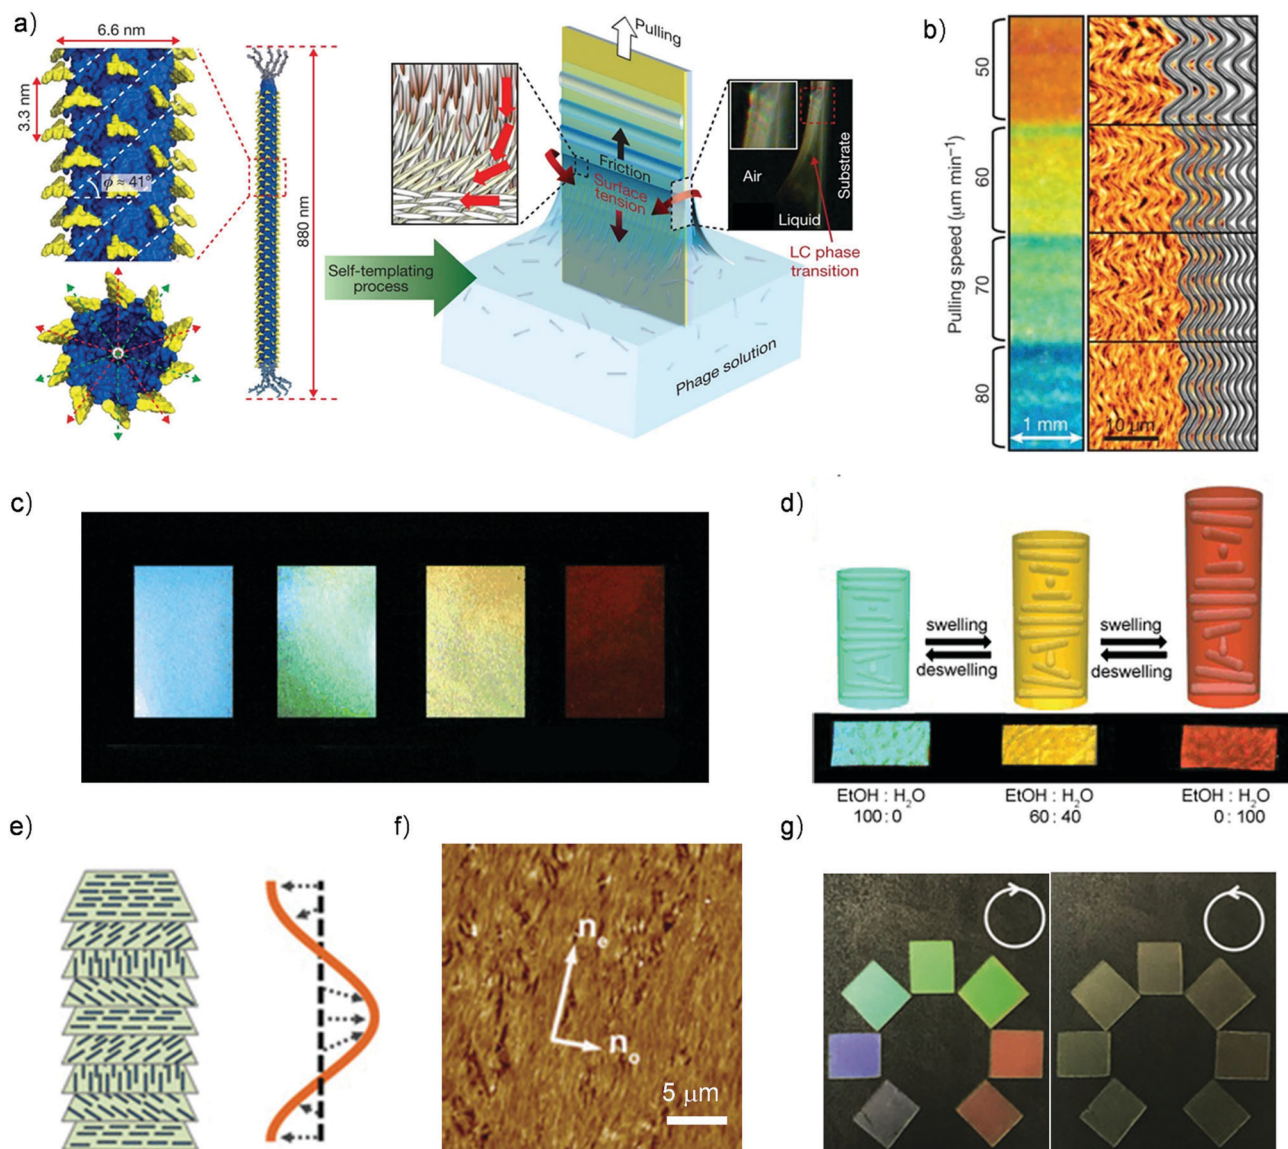 a)
6.6 nm
3.3 nm
ϕ ≈ 41°
880 nm
Self-templating
process
Pulling
Friction
Surface
tension
Phage solution
Air
Liquid
Substrate
LC phase
transition
b)
Pulling speed (μm min⁻¹)
50
60
70
80
1 mm
10 μm
c)
d)
swelling
deswelling
swelling
deswelling
EtOH : H₂O
100 : 0
EtOH : H₂O
60 : 40
EtOH : H₂O
0 : 100
e)
f)
nₑ
nₒ
5 μm
g)